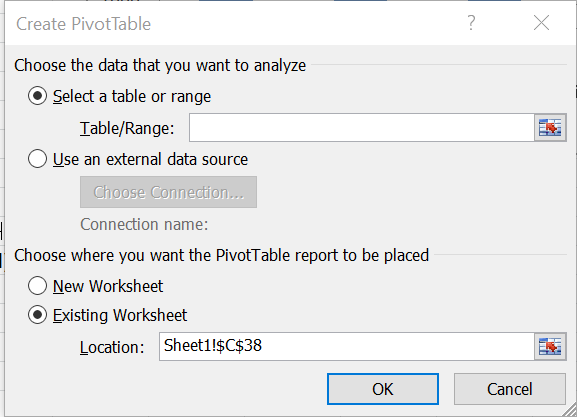 Create PivotTable
?
Choose the data that you want to analyze
Select a table or range
Table/Range:
Use an external data source
Choose Connection...
Connection name:
Choose where you want the PivotTable report to be placed
New Worksheet
Existing Worksheet
Location: Sheet1!$C$38
OK Cancel